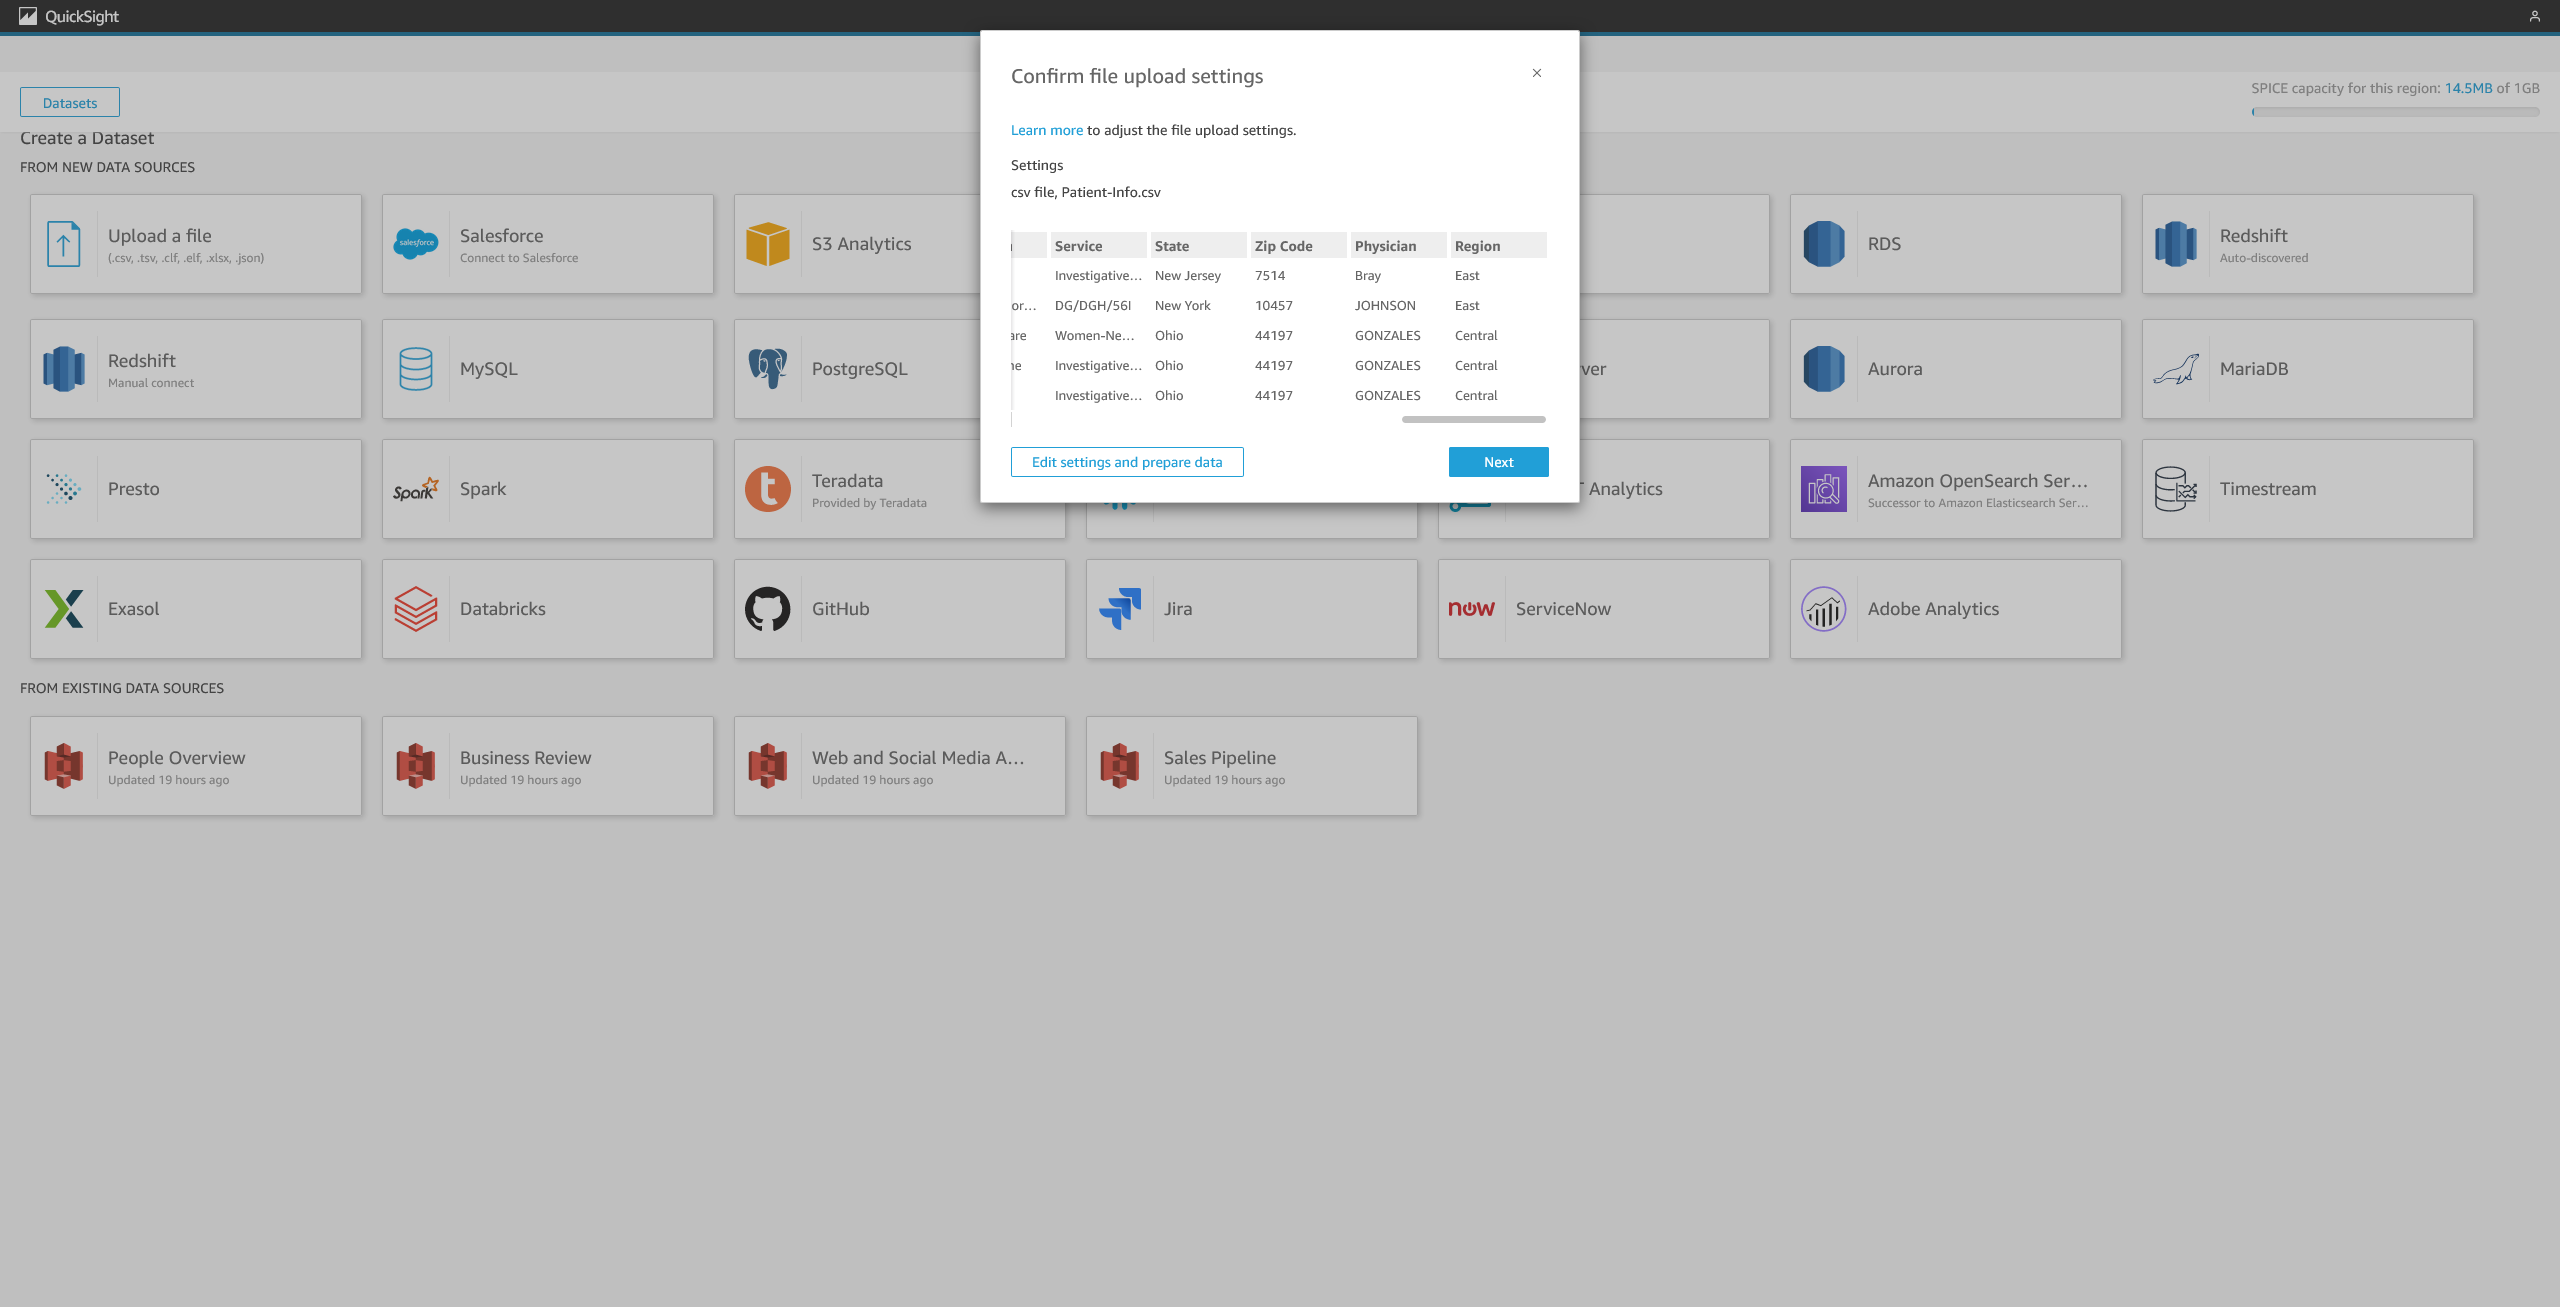 QuickSight
Confirm file upload settings
Learn more to adjust the file upload settings.
Settings
csv file, Patient-Info.csv
Service State Zip Code Physician Region
Investigative... New Jersey 7514 Bray East
or... DG/DGH/56I New York 10457 JOHNSON East
are Women-Ne... Ohio 44197 GONZALES Central
ne Investigative... Ohio 44197 GONZALES Central
Investigative... Ohio 44197 GONZALES Central
Edit settings and prepare data Next
Datasets
SPICE capacity for this region: 14.5MB of 1GB
Create a Dataset
FROM NEW DATA SOURCES
Upload a file
(.csv, .tsv, .clf, .elf, .xlsx, .json)
salesforce
Salesforce
Connect to Salesforce
S3 Analytics
RDS
Redshift
Auto-discovered
Redshift
Manual connect
MySQL
PostgreSQL
ver
Aurora
MariaDB
Presto
Spark
Spark
t
Teradata
Provided by Teradata
T Analytics
Amazon OpenSearch Ser...
Successor to Amazon Elasticsearch Ser...
Timestream
Exasol
Databricks
GitHub
Jira
now
ServiceNow
Adobe Analytics
FROM EXISTING DATA SOURCES
People Overview
Updated 19 hours ago
Business Review
Updated 19 hours ago
Web and Social Media A...
Updated 19 hours ago
Sales Pipeline
Updated 19 hours ago